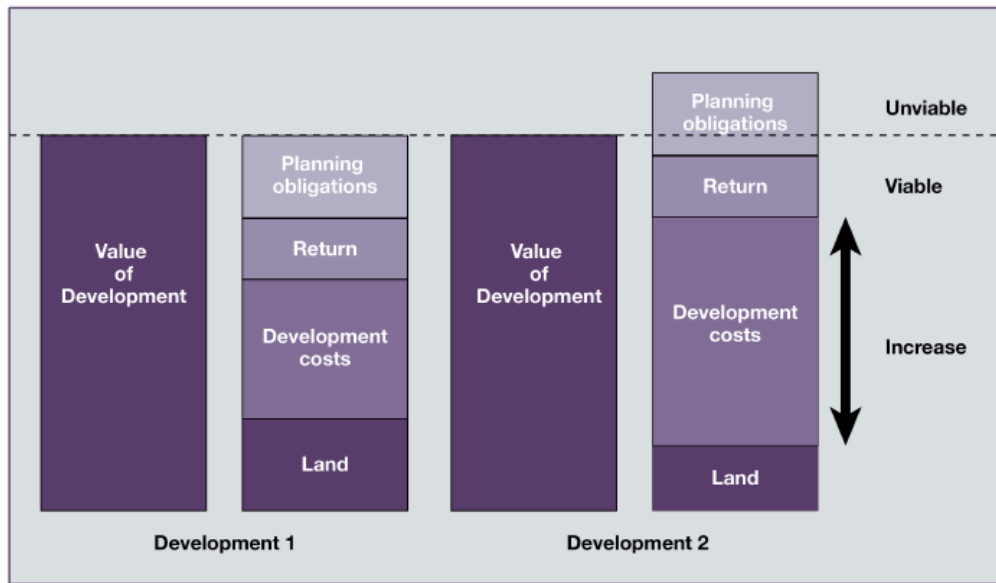 Value
of
Development
Planning
obligations
Return
Development
costs
Land
Development 1
Value
of
Development
Planning
obligations
Return
Development
costs
Land
Development 2
Unviable
Viable
Increase